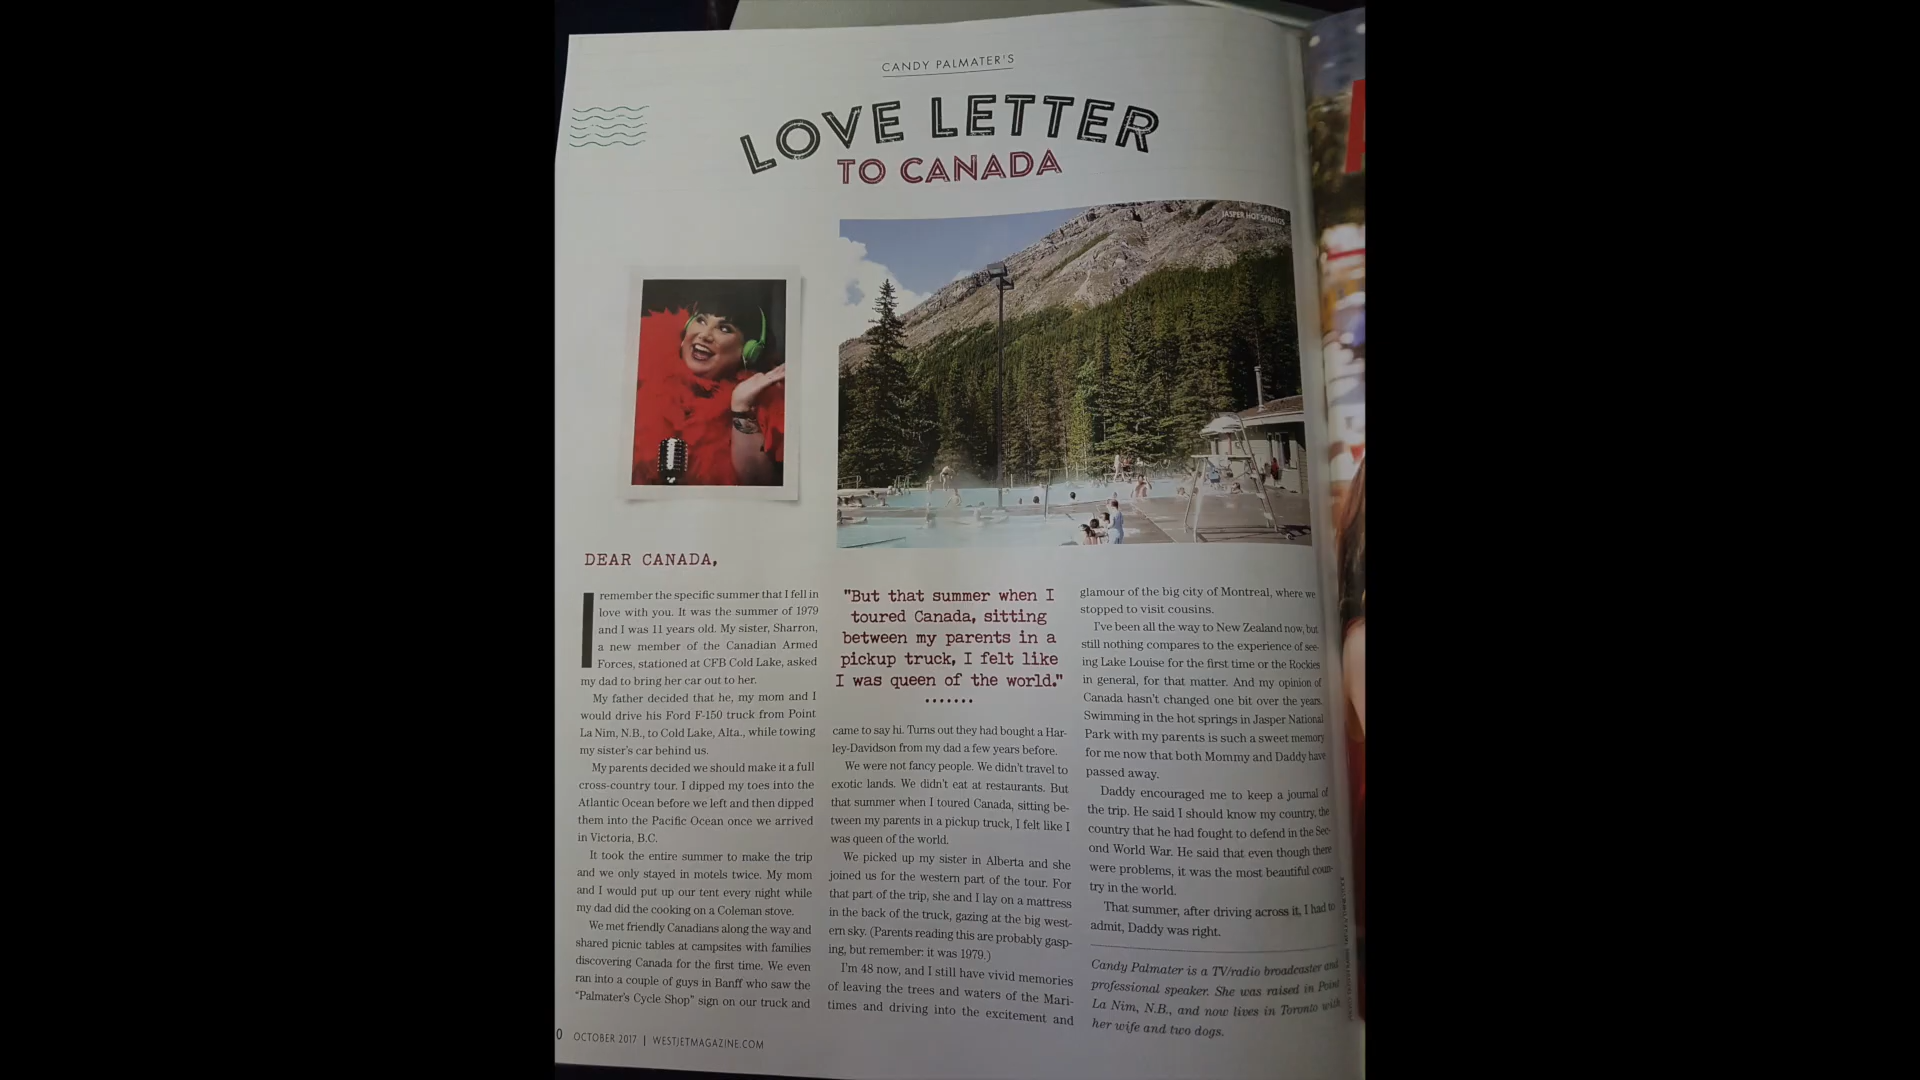 CANDY PALMATER'S
LOVE LETTER
TO CANADA
JASPER HOT SPRINGS
DEAR CANADA,
I remember the specific summer that I fell in
love with you. It was the summer of 1979
and I was 11 years old. My sister, Sharron,
a new member of the Canadian Armed
Forces, stationed at CFB Cold Lake, asked
my dad to bring her car out to her.
My father decided that he, my mom and I
would drive his Ford F-150 truck from Point
La Nim, N.B., to Cold Lake, Alta., while towing
my sister's car behind us.
My parents decided we should make it a full
cross-country tour. I dipped my toes into the
Atlantic Ocean before we left and then dipped
them into the Pacific Ocean once we arrived
in Victoria, B.C.
It took the entire summer to make the trip
and we only stayed in motels twice. My mom
and I would put up our tent every night while
my dad did the cooking on a Coleman stove.
We met friendly Canadians along the way and
shared picnic tables at campsites with families
discovering Canada for the first time. We even
ran into a couple of guys in Banff who saw the
"Palmater's Cycle Shop" sign on our truck and
"But that summer when I
toured Canada, sitting
between my parents in a
pickup truck, I felt like
I was queen of the world."
.......
came to say hi. Turns out they had bought a Har-
ley-Davidson from my dad a few years before.
We were not fancy people. We didn't travel to
exotic lands. We didn't eat at restaurants. But
that summer when I toured Canada, sitting be-
tween my parents in a pickup truck, I felt like I
was queen of the world.
We picked up my sister in Alberta and she
joined us for the western part of the tour. For
that part of the trip, she and I lay on a mattress
in the back of the truck, gazing at the big west-
ern sky. (Parents reading this are probably gasp-
ing, but remember: it was 1979.)
I'm 48 now, and I still have vivid memories
of leaving the trees and waters of the Mari-
times and driving into the excitement and
glamour of the big city of Montreal, where we
stopped to visit cousins.
I've been all the way to New Zealand now, but
still nothing compares to the experience of see-
ing Lake Louise for the first time or the Rockies
in general, for that matter. And my opinion of
Canada hasn't changed one bit over the years.
Swimming in the hot springs in Jasper National
Park with my parents is such a sweet memory
for me now that both Mommy and Daddy have
passed away.
Daddy encouraged me to keep a journal of
the trip. He said I should know my country, the
country that he had fought to defend in the Sec-
ond World War. He said that even though there
were problems, it was the most beautiful coun-
try in the world.
That summer, after driving across it, I had to
admit, Daddy was right.
Candy Palmater is a TV/radio broadcaster and
professional speaker. She was raised in Point
La Nim, N.B., and now lives in Toronto with
her wife and two dogs.
0 OCTOBER 2017 | WESTJETMAGAZINE.COM